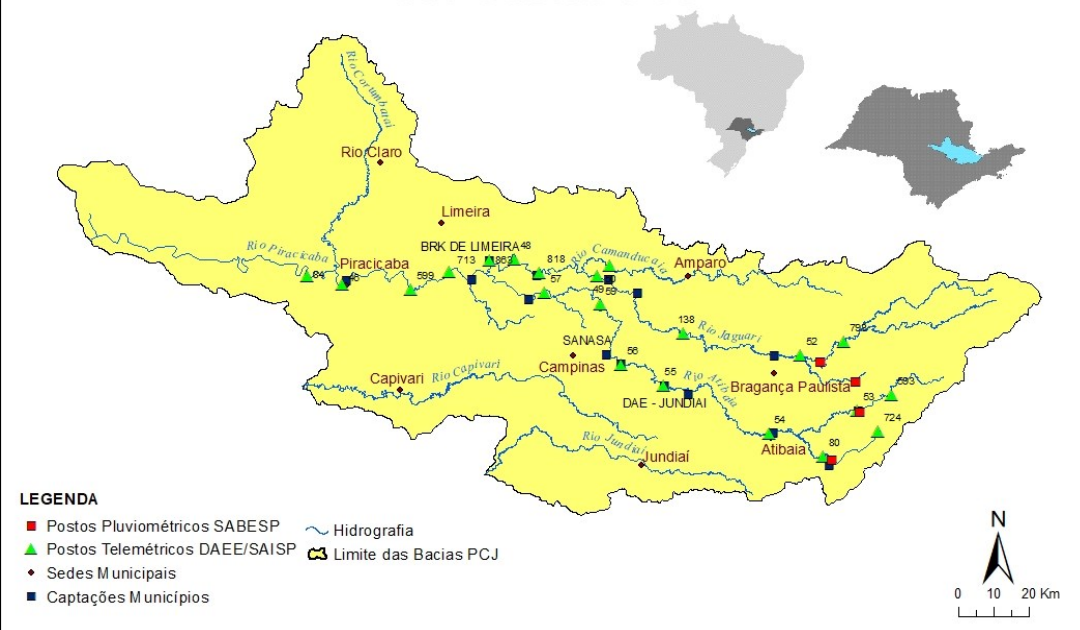 Rio Corumbataí
Rio Claro
Limeira
BRK DE LIMEIRA
48
Rio Piracicaba
Piracicaba
84
599
713
818
57
Rio Camanducaia
Amparo
49
59
138
Rio Jaguari
52
SANASA
56
Campinas
Capivari
Rio Capivari
55
Rio Atibaia
DAE - JUNDIAI
Bragança Paulista
53
593
724
54
Atibaia
80
Rio Jundiaí
Jundiaí
LEGENDA
Postos Pluviométricos SABESP
Postos Telemétricos DAEE/SAISP
Sedes Municipais
Captações Municípios
Hidrografia
Limite das Bacias PCJ
N
0 10 20 Km